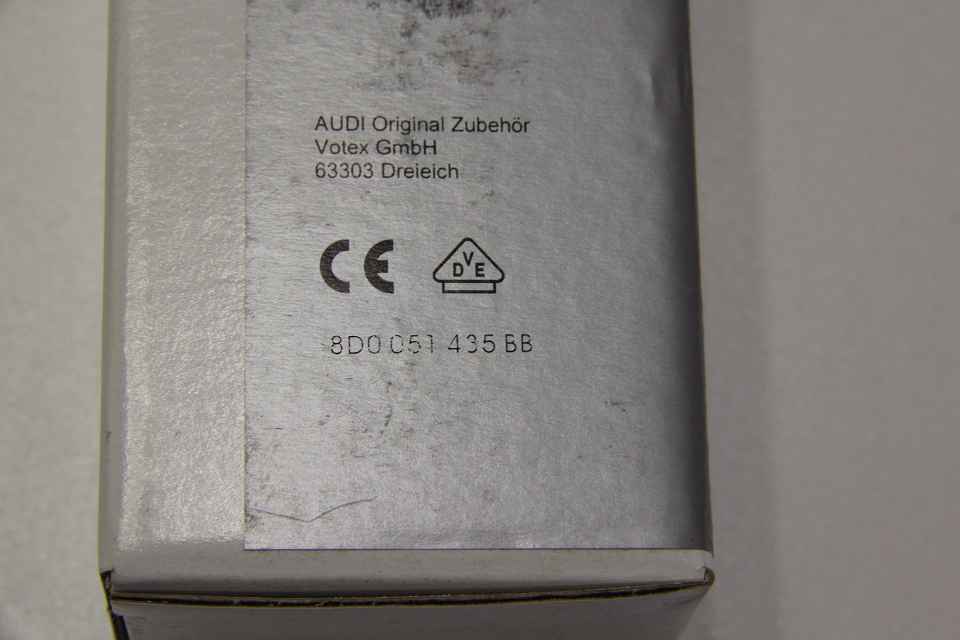 AUDI Original Zubehör
Votex GmbH
63303 Dreieich
CE VDE
8D0 051 435 BB